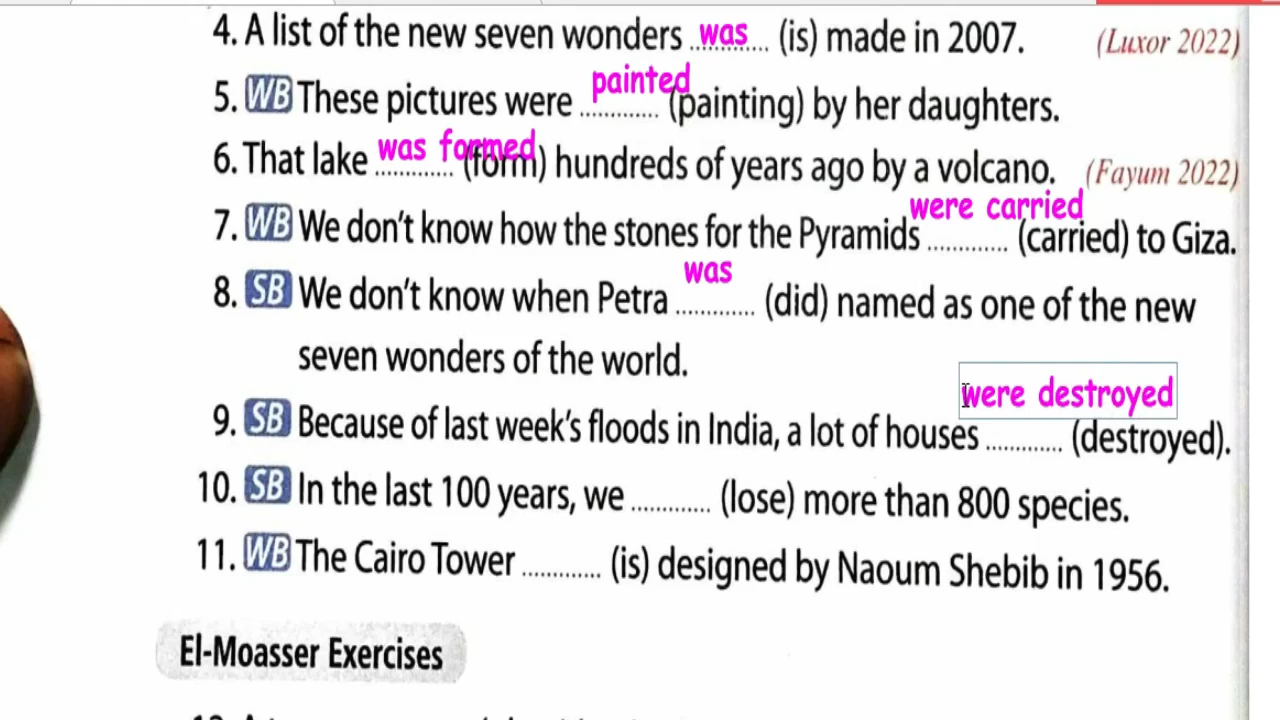 4. A list of the new seven wonders ............ was (is) made in 2007. (Luxor 2022)
5. WB These pictures were ............. painted (painting) by her daughters.
6. That lake ............. was formed (form) hundreds of years ago by a volcano. (Fayum 2022)
7. WB We don't know how the stones for the Pyramids ............. were carried (carried) to Giza.
8. SB We don't know when Petra ............. was (did) named as one of the new
seven wonders of the world.
9. SB Because of last week's floods in India, a lot of houses ............. were destroyed (destroyed).
10. SB In the last 100 years, we ............. (lose) more than 800 species.
11. WB The Cairo Tower ............. (is) designed by Naoum Shebib in 1956.
El-Moasser Exercises